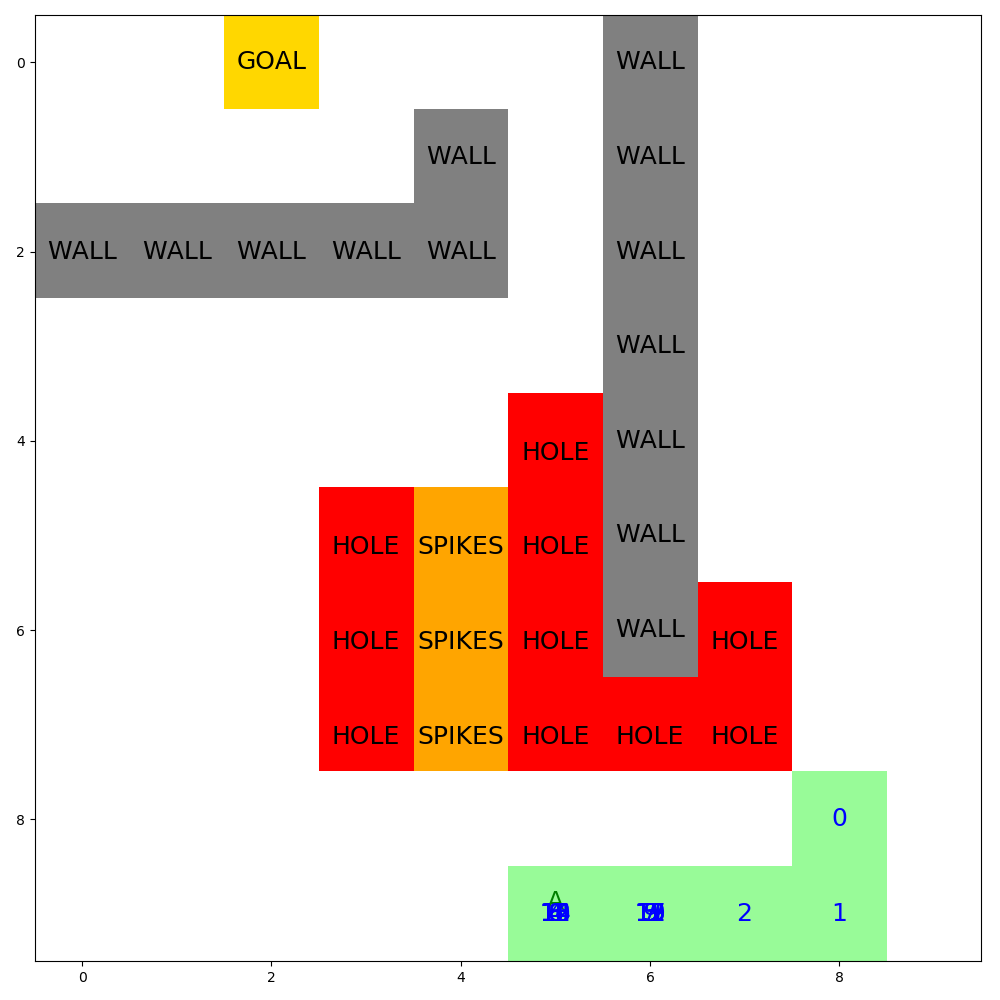 GOAL WALL
0
WALL WALL
WALL WALL WALL WALL WALL WALL
2
WALL
HOLE WALL
4
HOLE SPIKES HOLE WALL
HOLE SPIKES HOLE WALL HOLE
6
HOLE SPIKES HOLE HOLE HOLE
8 0
A
2 1
0 2 4 6 8